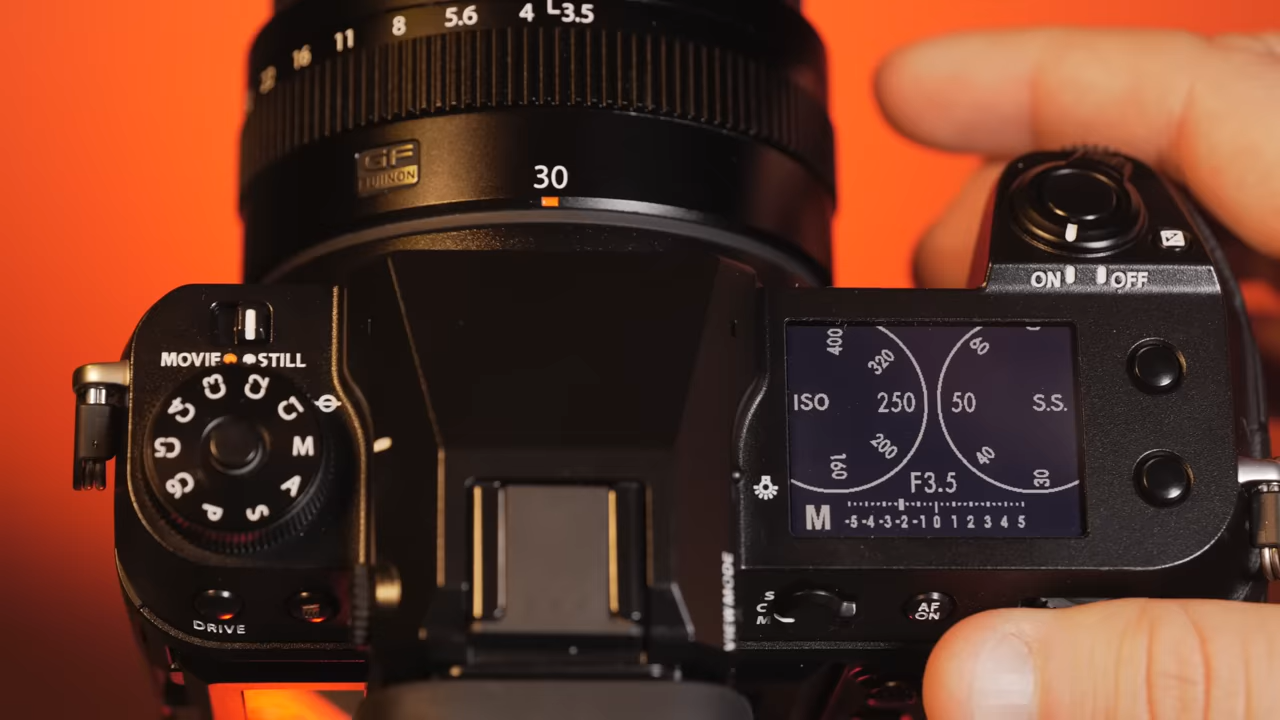 22 16 11 8 5.6 4 L3.5
GF
FUJINON
30
ON OFF
MOVIE STILL
C3 C2
C4 C1
C5 M
C6 A
P S
400 320
ISO 250
200 160
60
50 S.S.
40 30
F3.5
M -5-4-3-2-1 0 1 2 3 4 5
VIEW MODE
S
C
M
AF
ON
DRIVE